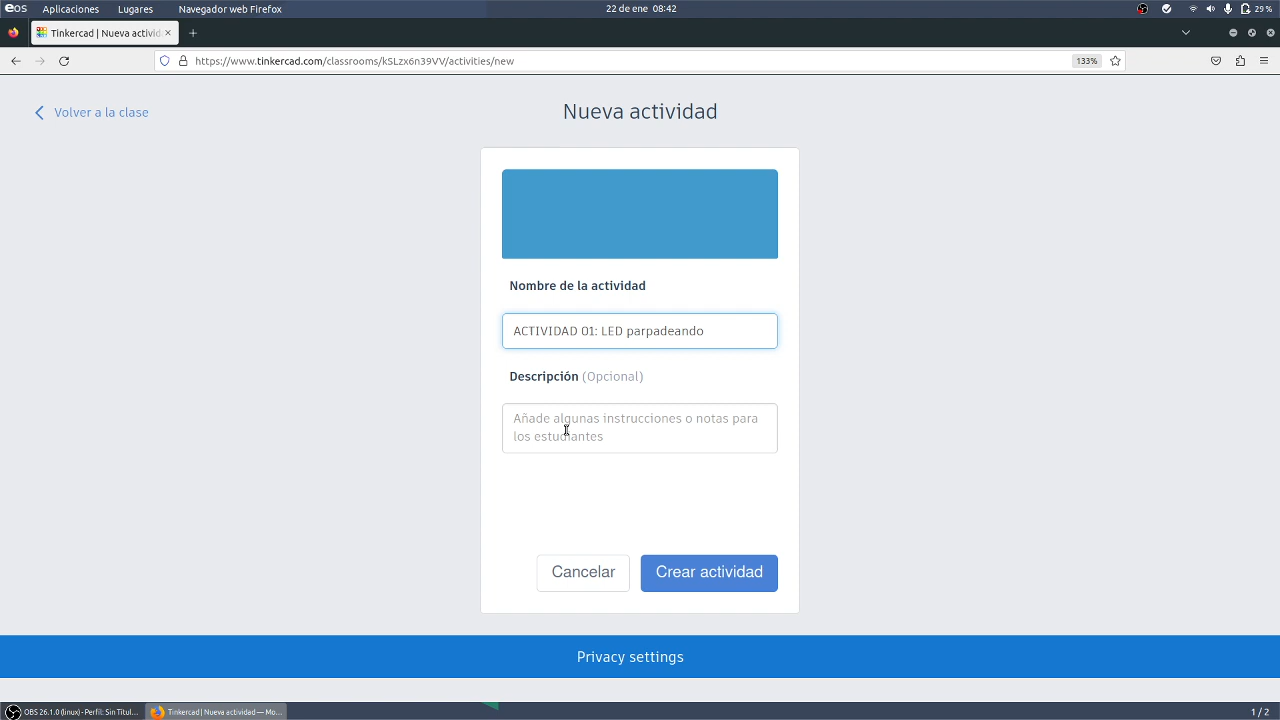 eOS Aplicaciones Lugares Navegador web Firefox 22 de ene 08:42 29 %
Tinkercad | Nueva activid
https://www.tinkercad.com/classrooms/kSLzx6n39VV/activities/new 133%
Volver a la clase
Nueva actividad
Nombre de la actividad
ACTIVIDAD 01: LED parpadeando
Descripción (Opcional)
Añade algunas instrucciones o notas para
los estudiantes
Cancelar Crear actividad
Privacy settings
OBS 26.1.0 (linux) - Perfil: Sin Titul... Tinkercad | Nueva actividad — Mo... 1 / 2